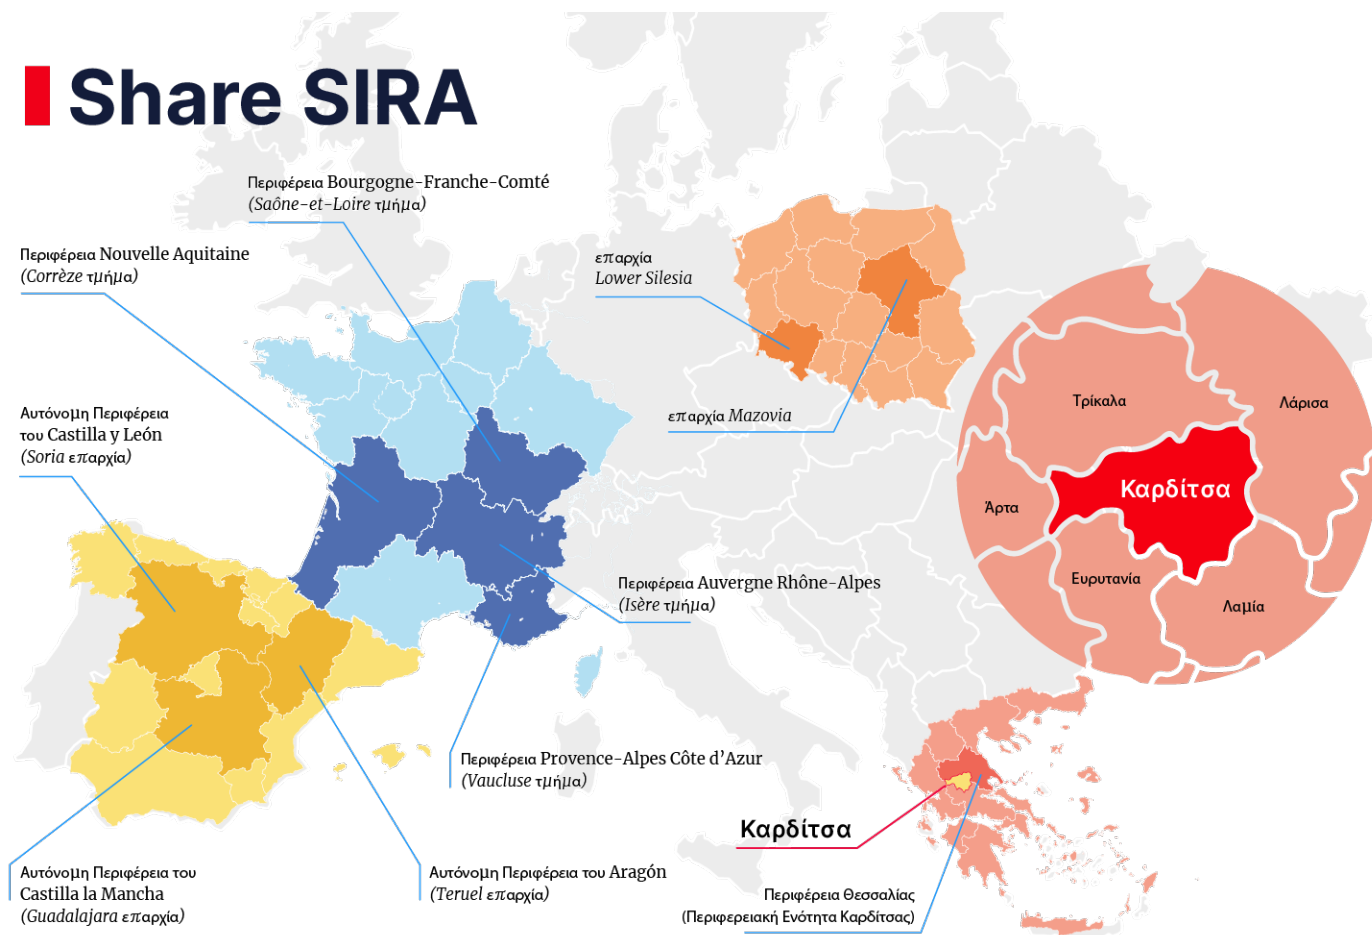 Share SIRA
Περιφέρεια Bourgogne-Franche-Comté
(Saône-et-Loire τμήμα)
Περιφέρεια Nouvelle Aquitaine
(Corrèze τμήμα)
επαρχία
Lower Silesia
επαρχία Mazovia
Αυτόνομη Περιφέρεια
του Castilla y León
(Soria επαρχία)
Τρίκαλα
Λάρισα
Καρδίτσα
Άρτα
Ευρυτανία
Λαμία
Περιφέρεια Auvergne Rhône-Alpes
(Isère τμήμα)
Περιφέρεια Provence-Alpes Côte d’Azur
(Vaucluse τμήμα)
Καρδίτσα
Αυτόνομη Περιφέρεια του
Castilla la Mancha
(Guadalajara επαρχία)
Αυτόνομη Περιφέρεια του Aragón
(Teruel επαρχία)
Περιφέρεια Θεσσαλίας
(Περιφερειακή Ενότητα Καρδίτσας)